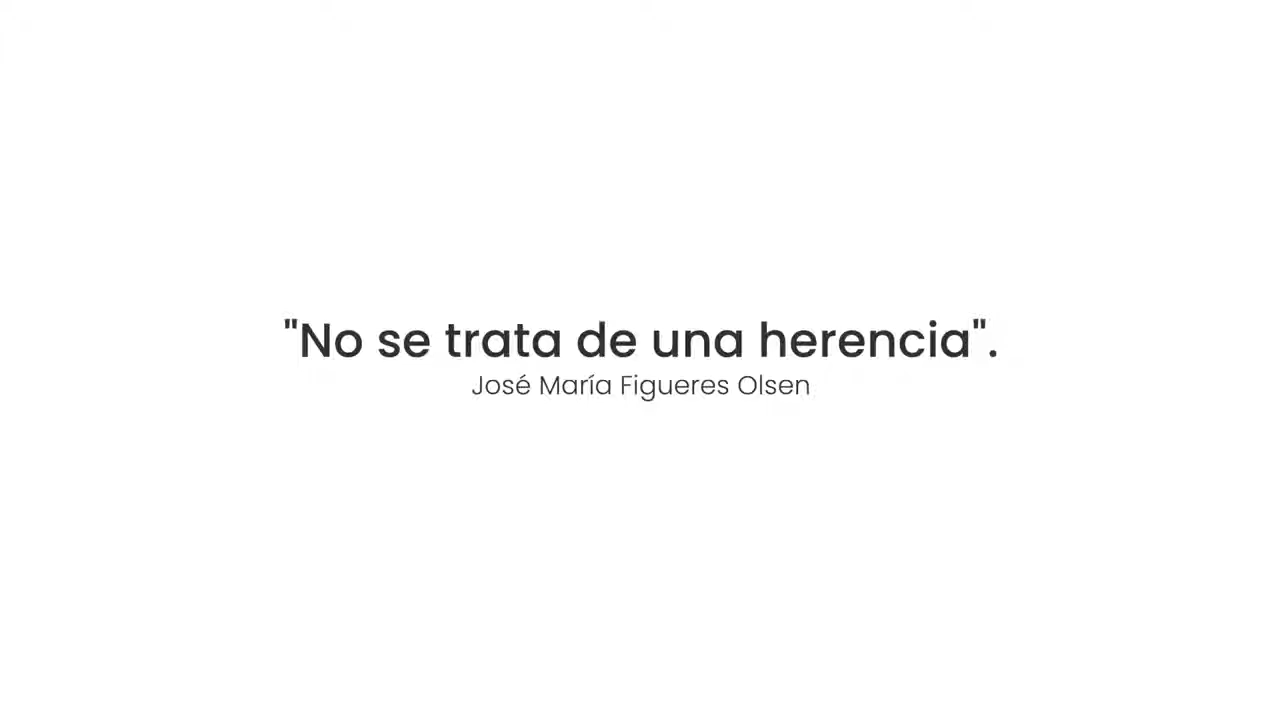 "No se trata de una herencia".
José María Figueres Olsen